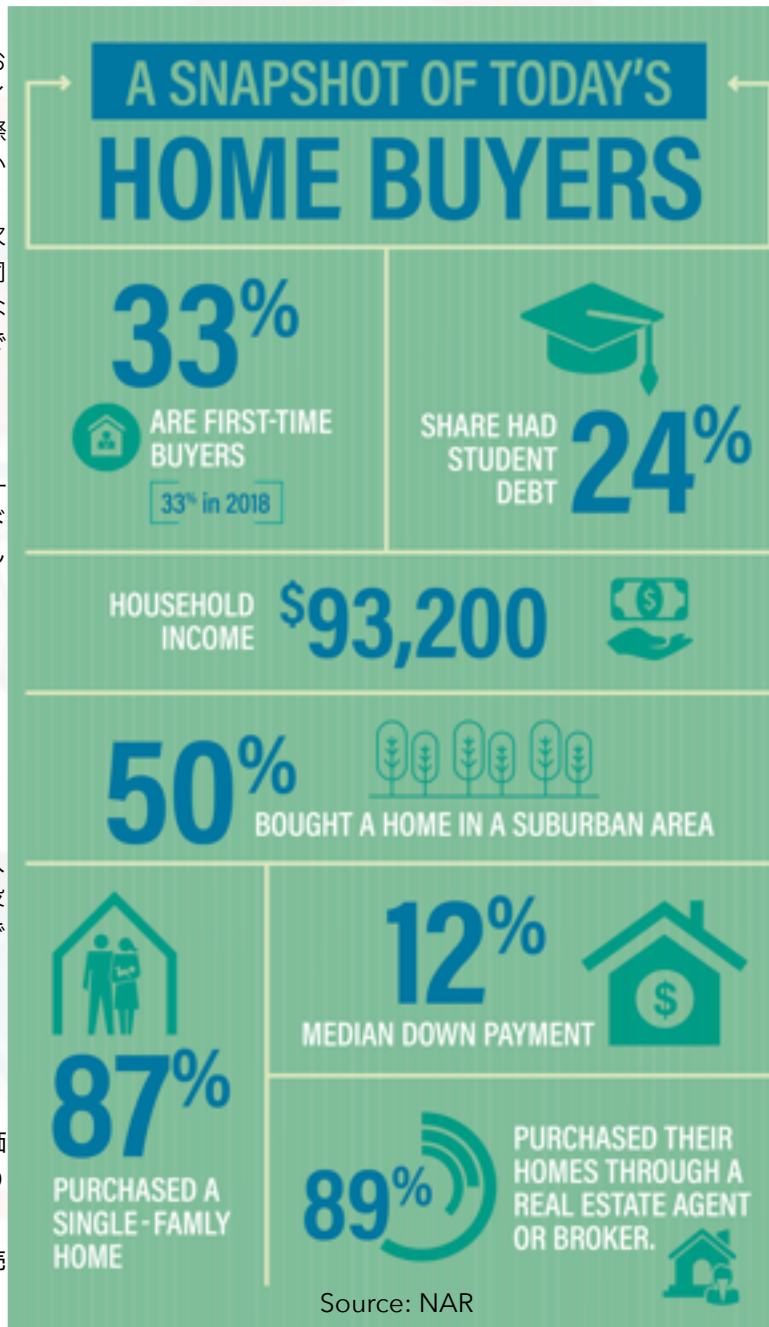 A SNAPSHOT OF TODAY'S
HOME BUYERS
33%
ARE FIRST-TIME
BUYERS
33% in 2018
SHARE HAD
STUDENT
DEBT
24%
HOUSEHOLD
INCOME
$93,200
50%
BOUGHT A HOME IN A SUBURBAN AREA
87%
PURCHASED A
SINGLE-FAMLY
HOME
12%
MEDIAN DOWN PAYMENT
89%
PURCHASED THEIR
HOMES THROUGH A
REAL ESTATE AGENT
OR BROKER.
Source: NAR